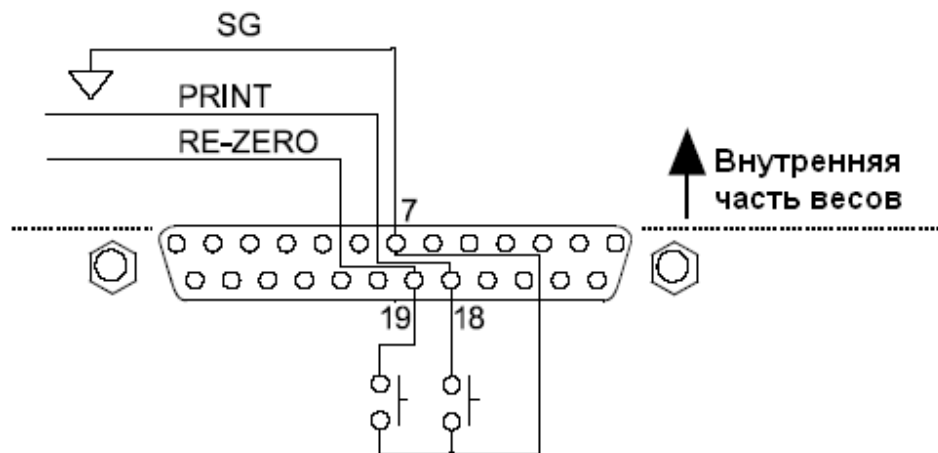 SG
PRINT
RE-ZERO
Внутренняя
часть весов
7
19
18